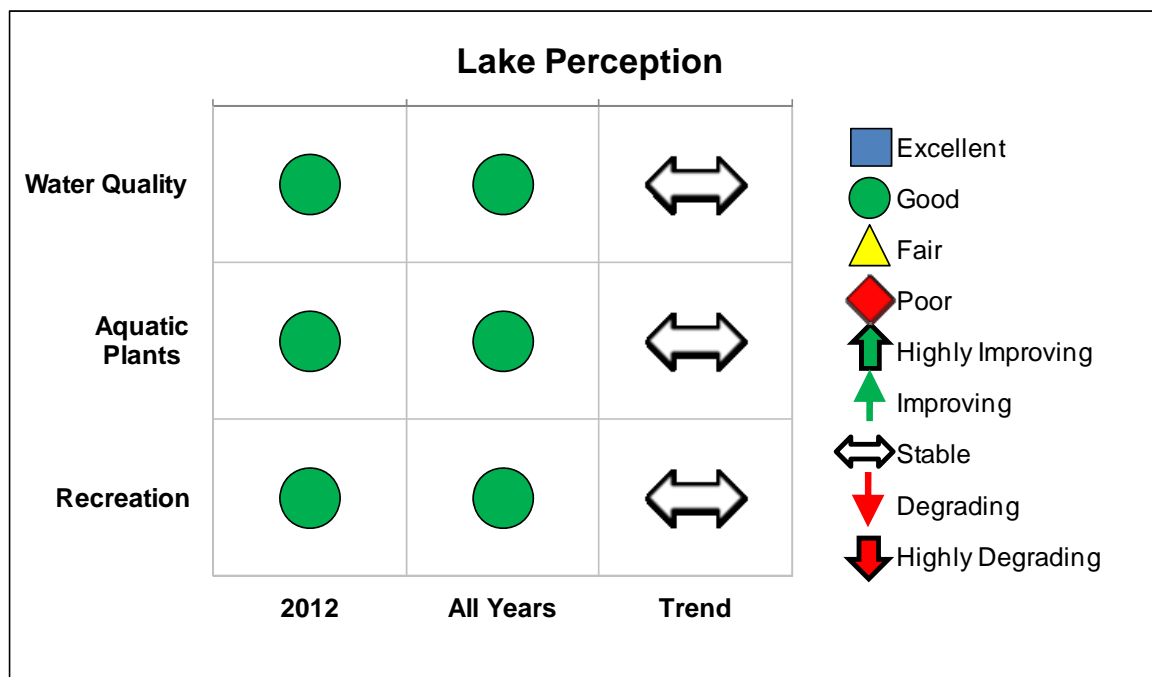 Lake Perception
Water Quality
Aquatic
Plants
Recreation
2012
All Years
Trend
Excellent
Good
Fair
Poor
Highly Improving
Improving
Stable
Degrading
Highly Degrading